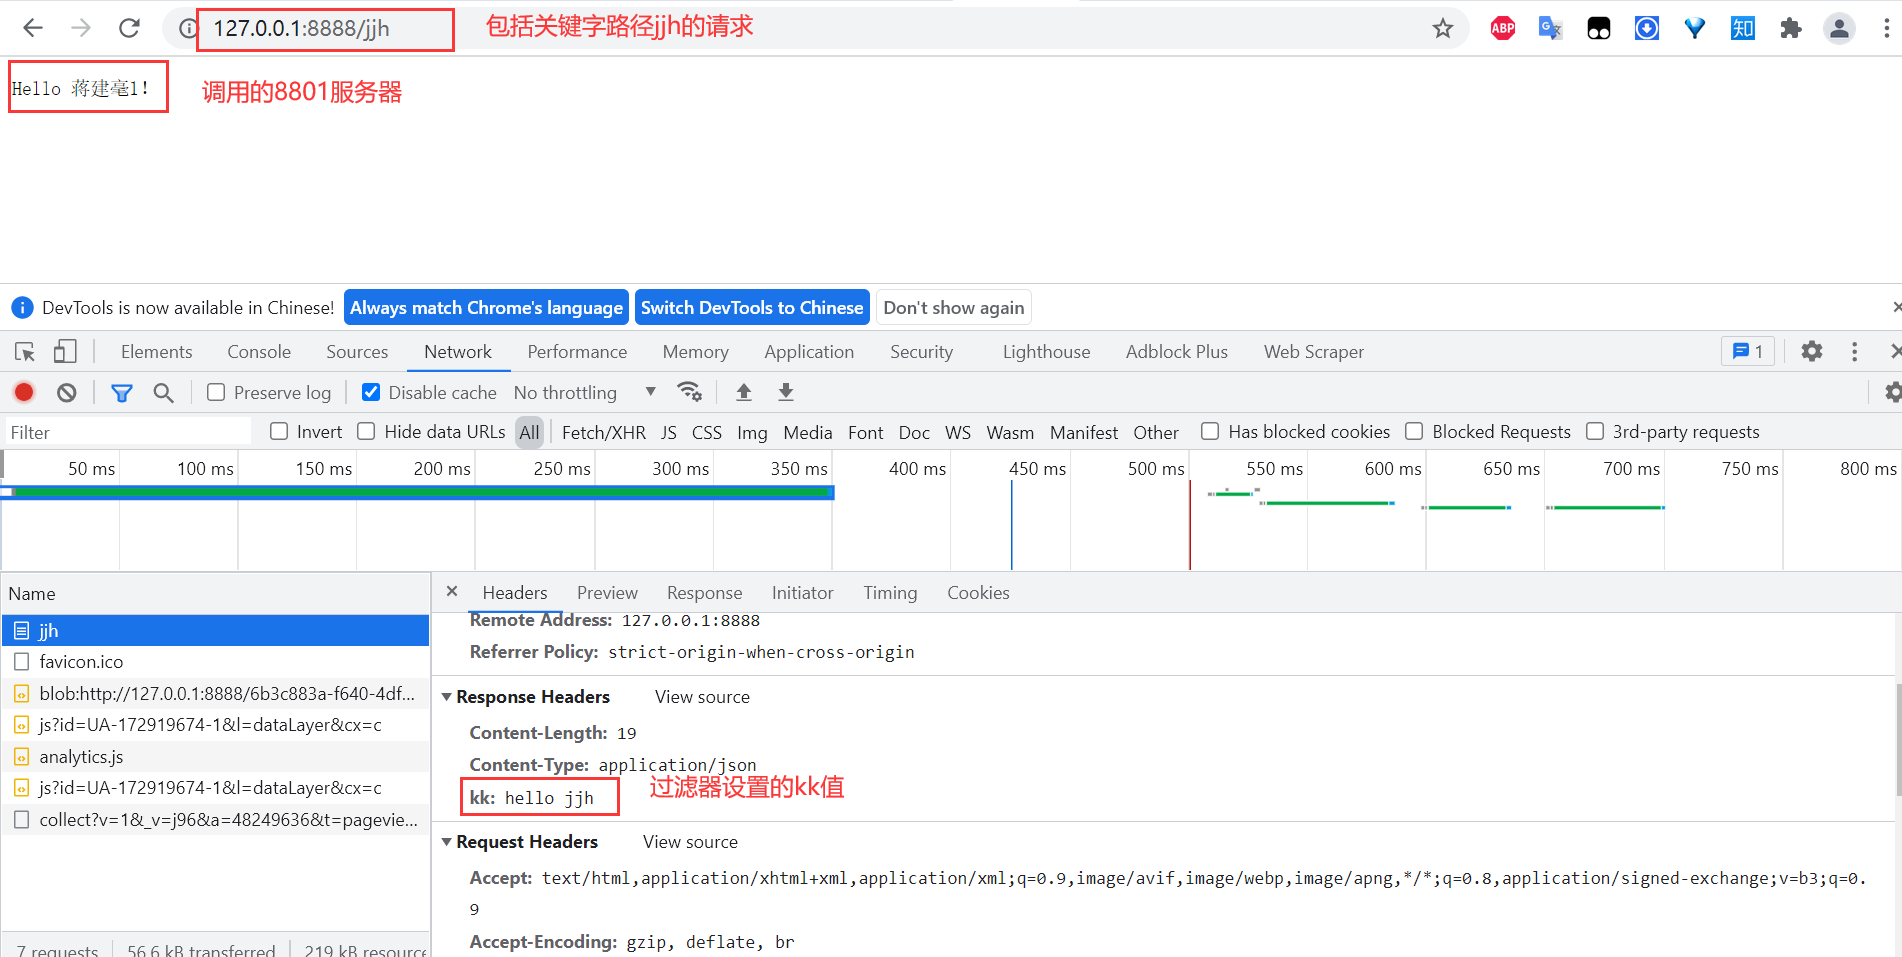 127.0.0.1:8888/jjh
包括关键字路径jjh的请求
ABP
知
Hello 蒋建毫1!
调用的8801服务器
DevTools is now available in Chinese!
Always match Chrome's language
Switch DevTools to Chinese
Don't show again
Elements
Console
Sources
Network
Performance
Memory
Application
Security
Lighthouse
Adblock Plus
Web Scraper
1
Preserve log
Disable cache
No throttling
Filter
Invert
Hide data URLs
All
Fetch/XHR
JS
CSS
Img
Media
Font
Doc
WS
Wasm
Manifest
Other
Has blocked cookies
Blocked Requests
3rd-party requests
50 ms
100 ms
150 ms
200 ms
250 ms
300 ms
350 ms
400 ms
450 ms
500 ms
550 ms
600 ms
650 ms
700 ms
750 ms
800 ms
Name
jjh
favicon.ico
blob:http://127.0.0.1:8888/6b3c883a-f640-4df...
js?id=UA-172919674-1&l=dataLayer&cx=c
analytics.js
js?id=UA-172919674-1&l=dataLayer&cx=c
collect?v=1&_v=j96&a=48249636&t=pagevie...
7 requests
56.6 kB transferred
219 kB resource
Headers
Preview
Response
Initiator
Timing
Cookies
Remote Address: 127.0.0.1:8888
Referrer Policy: strict-origin-when-cross-origin
Response Headers
View source
Content-Length: 19
Content-Type: application/json
kk: hello jjh
过滤器设置的kk值
Request Headers
View source
Accept: text/html,application/xhtml+xml,application/xml;q=0.9,image/avif,image/webp,image/apng,*/*;q=0.8,application/signed-exchange;v=b3;q=0.
9
Accept-Encoding: gzip, deflate, br